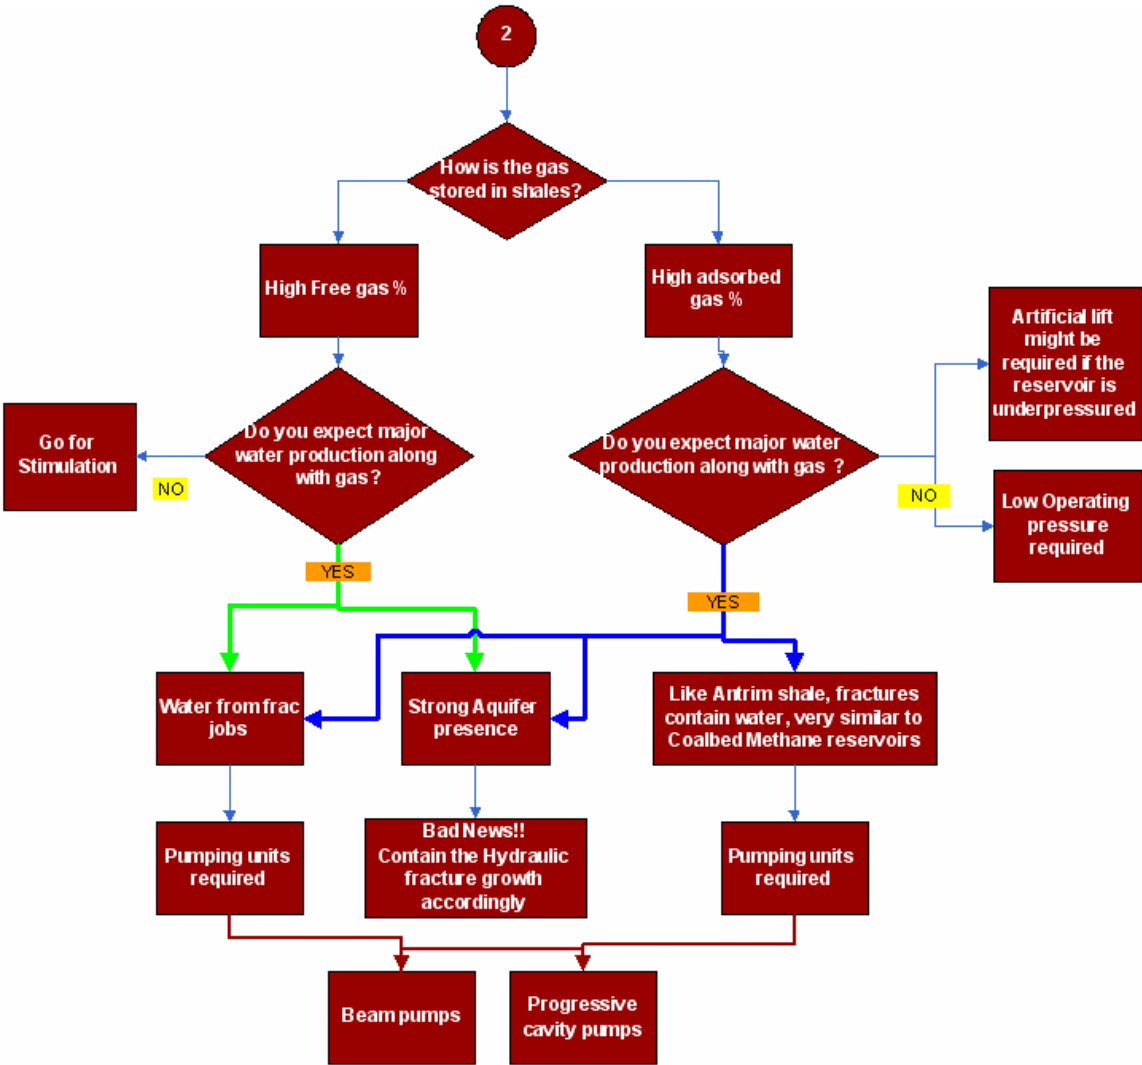 2
How is the gas
stored in shales?
High Free gas %
High adsorbed
gas %
Artificial lift
might be
required if the
reservoir is
underpressured
Go for
Stimulation
NO
Do you expect major
water production along
with gas?
Do you expect major water
production along with gas ?
NO
Low Operating
pressure
required
YES
YES
Water from frac
jobs
Strong Aquifer
presence
Like Antrim shale, fractures
contain water, very similar to
Coalbed Methane reservoirs
Pumping units
required
Bad News!!
Contain the Hydraulic
fracture growth
accordingly
Pumping units
required
Beam pumps
Progressive
cavity pumps